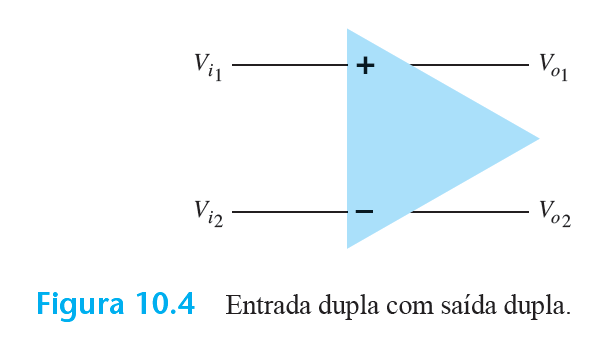 Vi1 + Vo1
Vi2 − Vo2
Figura 10.4 Entrada dupla com saída dupla.